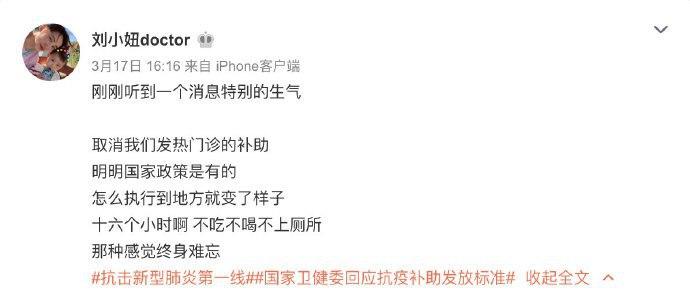 刘小妞doctor
3月17日 16:16 来自 iPhone客户端
刚刚听到一个消息特别的生气
取消我们发热门诊的补助
明明国家政策是有的
怎么执行到地方就变了样子
十六个小时啊 不吃不喝不上厕所
那种感觉终身难忘
#抗击新型肺炎第一线##国家卫健委回应抗疫补助发放标准# 收起全文